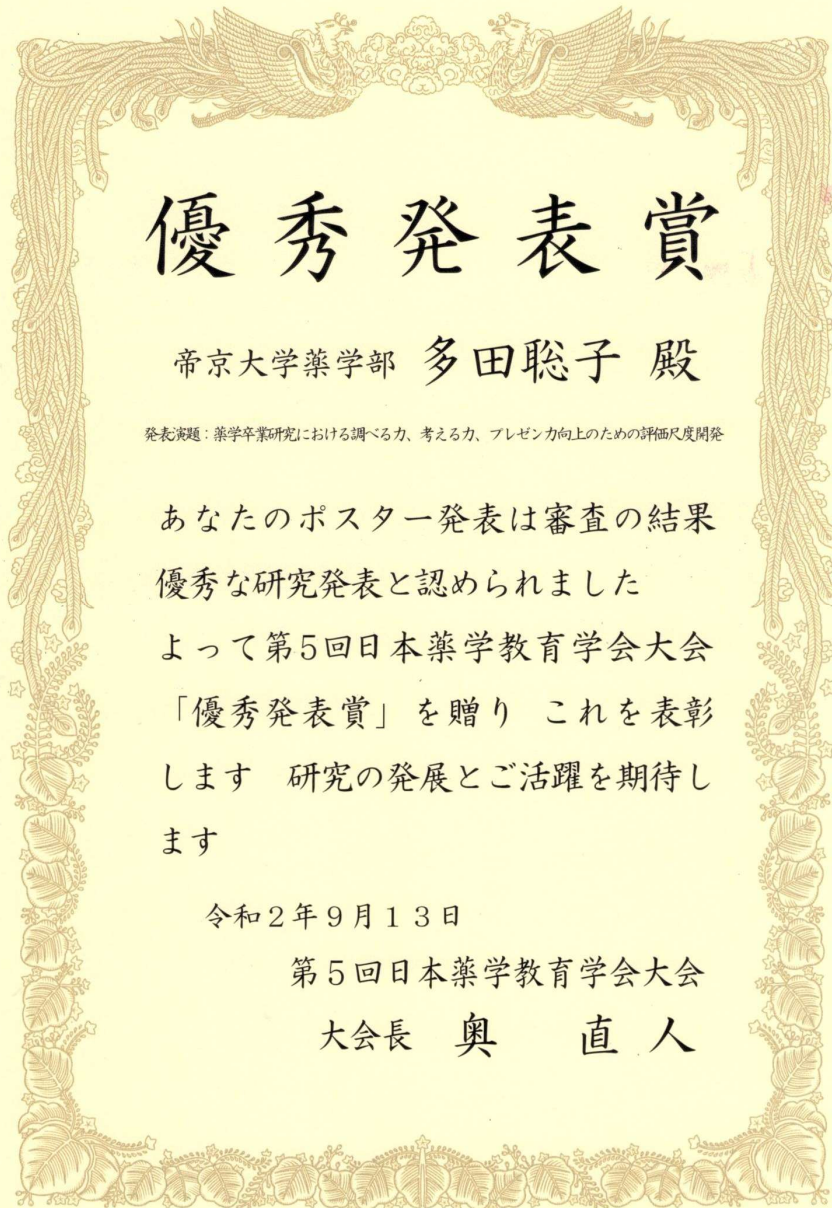 優秀発表賞
帝京大学薬学部 多田聡子 殿
発表演題：薬学卒業研究における調べる力、考える力、プレゼン力向上のための評価尺度開発
あなたのポスター発表は審査の結果
優秀な研究発表と認められました
よって第5回日本薬学教育学会大会
「優秀発表賞」を贈り これを表彰
します 研究の発展とご活躍を期待し
ます
令和２年９月１３日
第５回日本薬学教育学会大会
大会長 奥 直人